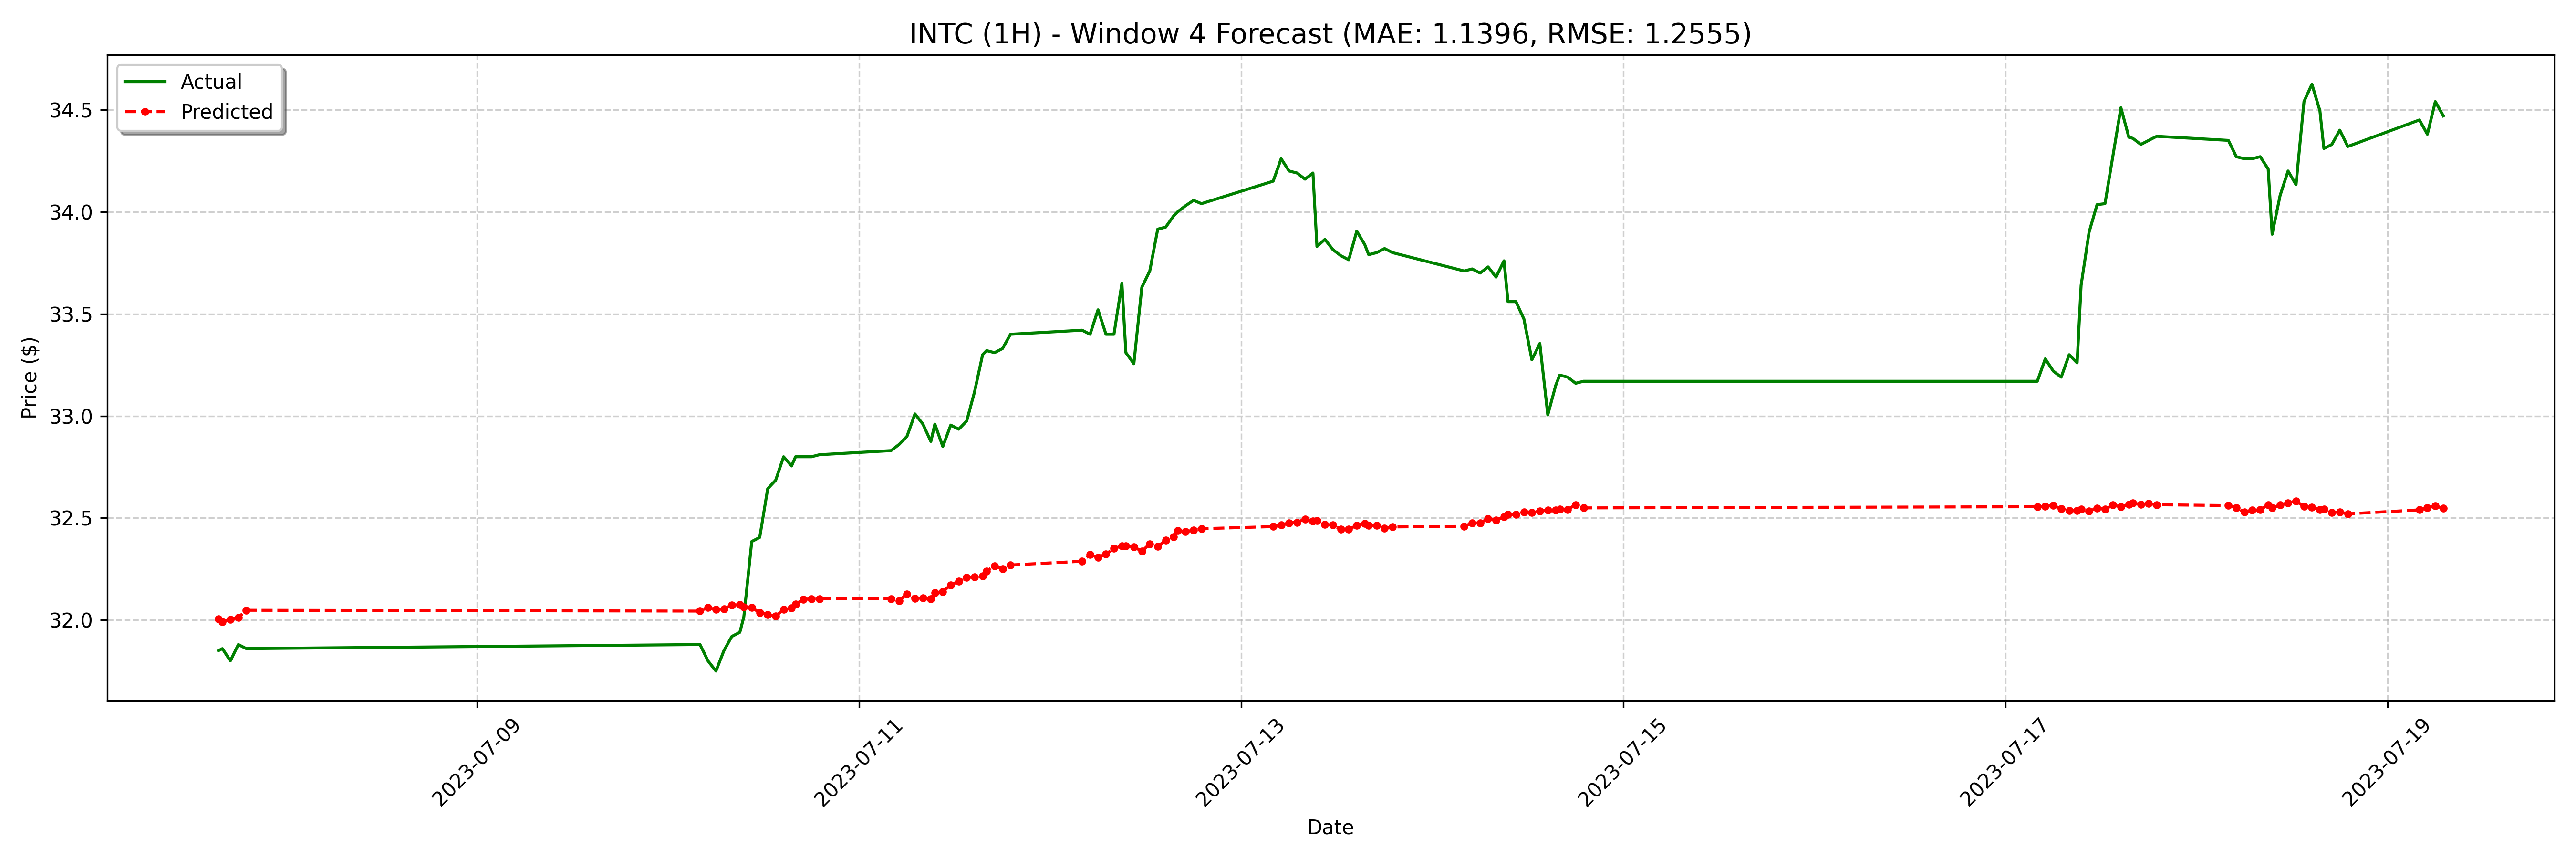 INTC (1H) - Window 4 Forecast (MAE: 1.1396, RMSE: 1.2555)
Actual
Predicted
Price ($)
34.5
34.0
33.5
33.0
32.5
32.0
2023-07-09
2023-07-11
2023-07-13
2023-07-15
2023-07-17
2023-07-19
Date